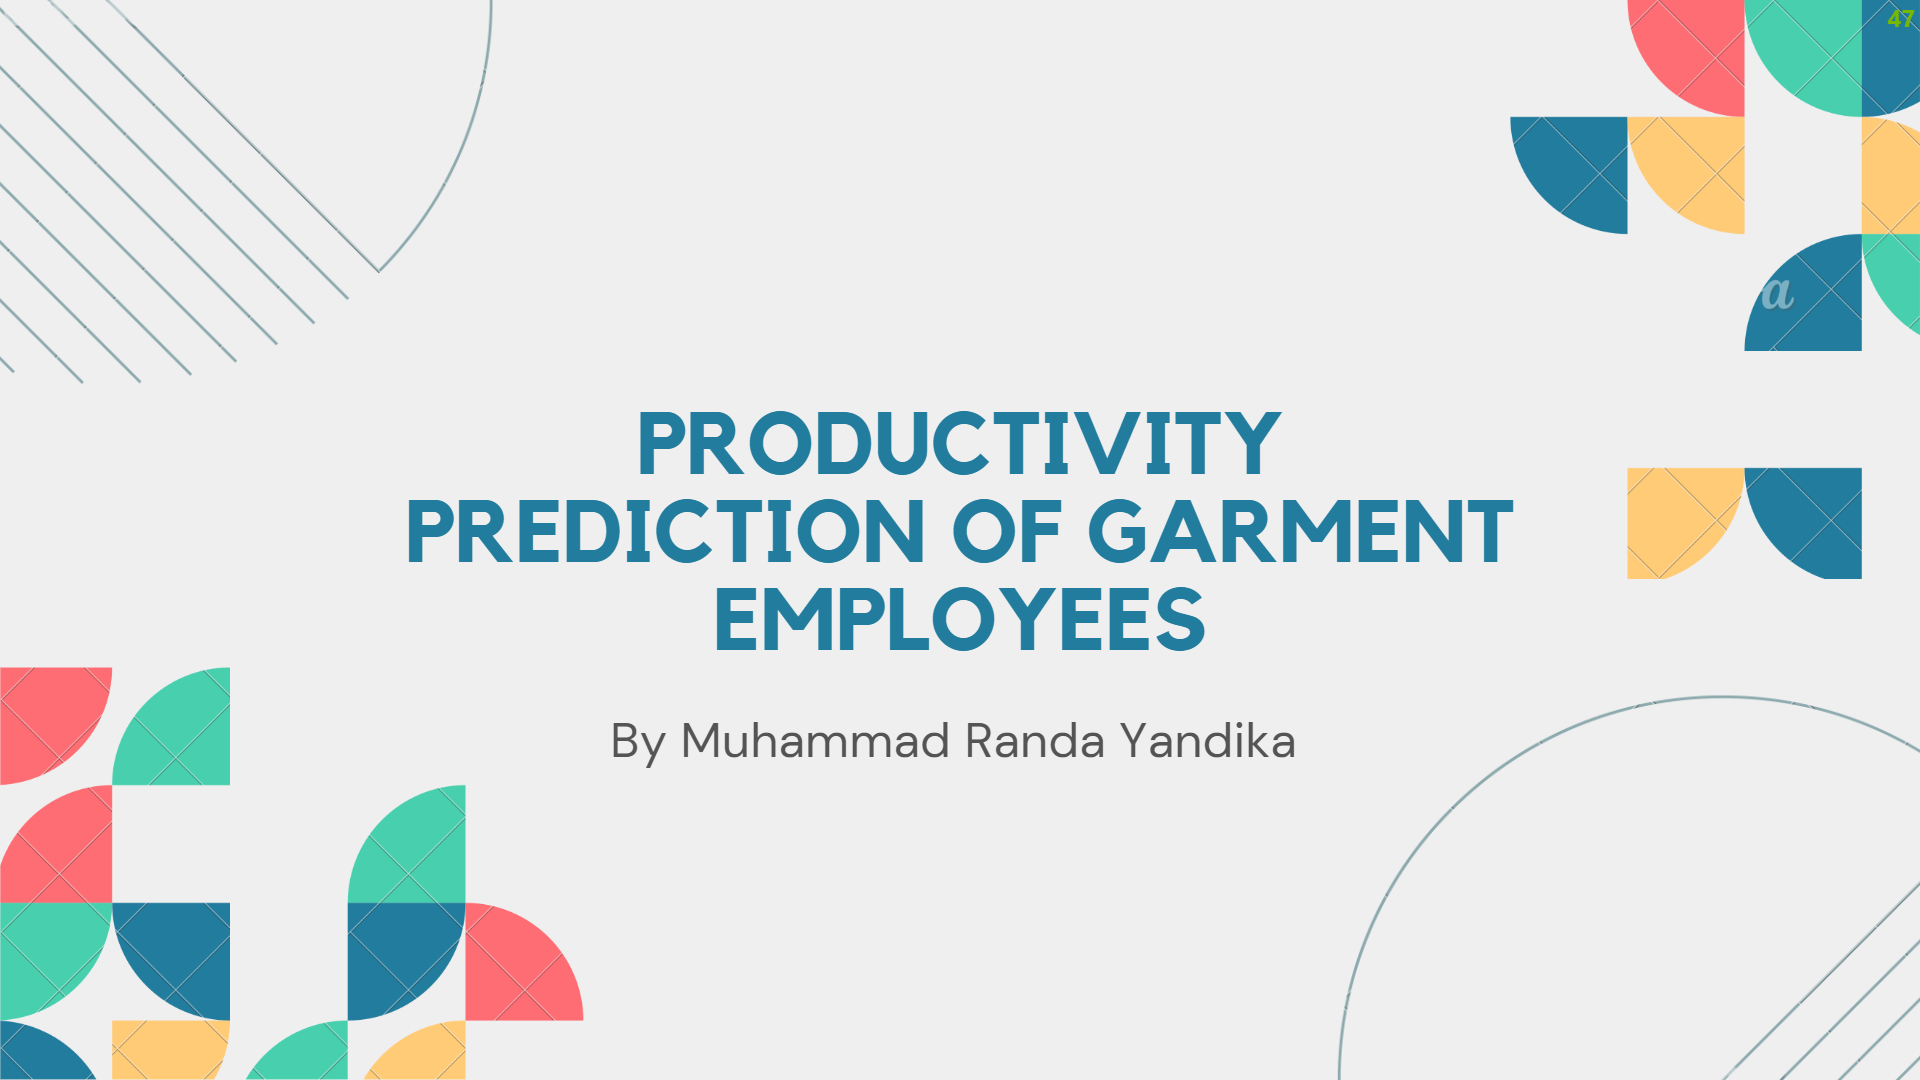 47
a
PRODUCTIVITY
PREDICTION OF GARMENT
EMPLOYEES
By Muhammad Randa Yandika